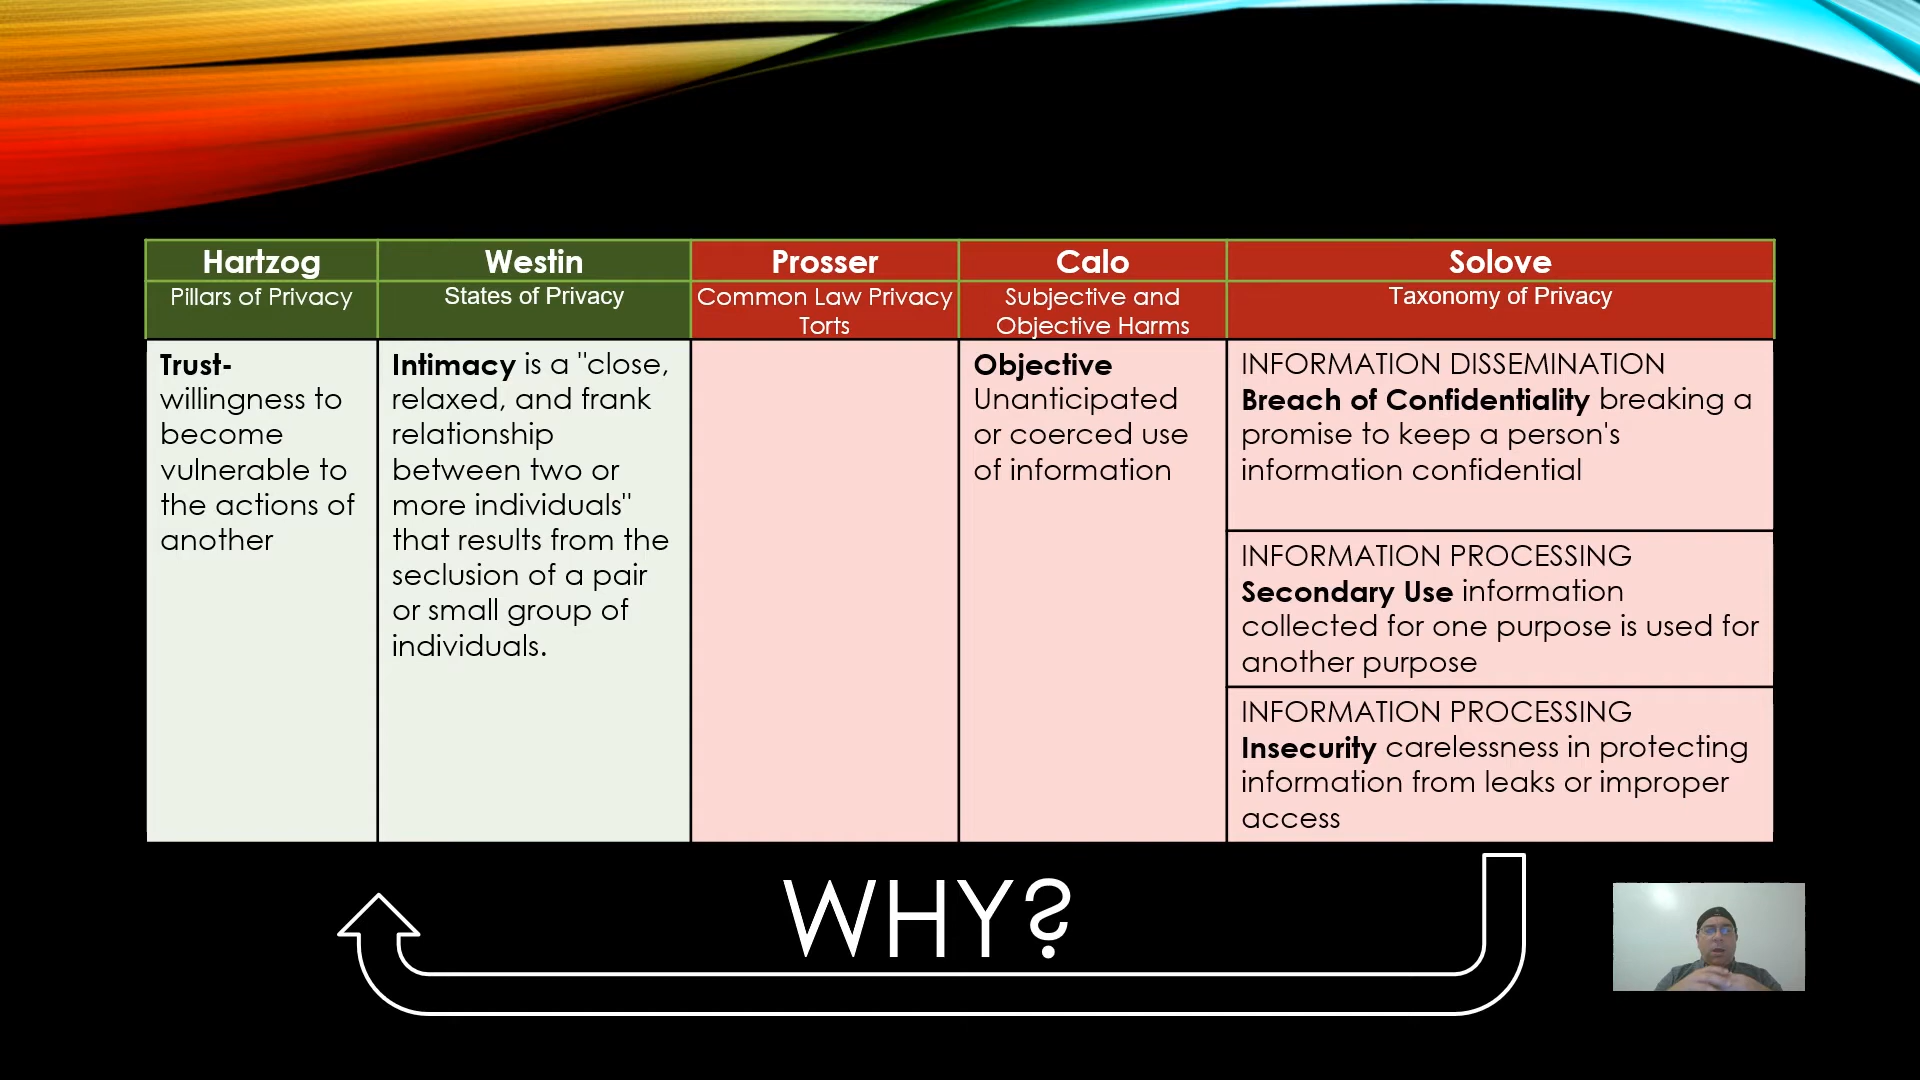 Hartzog
Westin
Prosser
Calo
Solove
Pillars of Privacy
States of Privacy
Common Law Privacy
Torts
Subjective and
Objective Harms
Taxonomy of Privacy
Trust-
willingness to
become
vulnerable to
the actions of
another
Intimacy is a "close,
relaxed, and frank
relationship
between two or
more individuals"
that results from the
seclusion of a pair
or small group of
individuals.
Objective
Unanticipated
or coerced use
of information
INFORMATION DISSEMINATION
Breach of Confidentiality breaking a
promise to keep a person's
information confidential
INFORMATION PROCESSING
Secondary Use information
collected for one purpose is used for
another purpose
INFORMATION PROCESSING
Insecurity carelessness in protecting
information from leaks or improper
access
WHY?